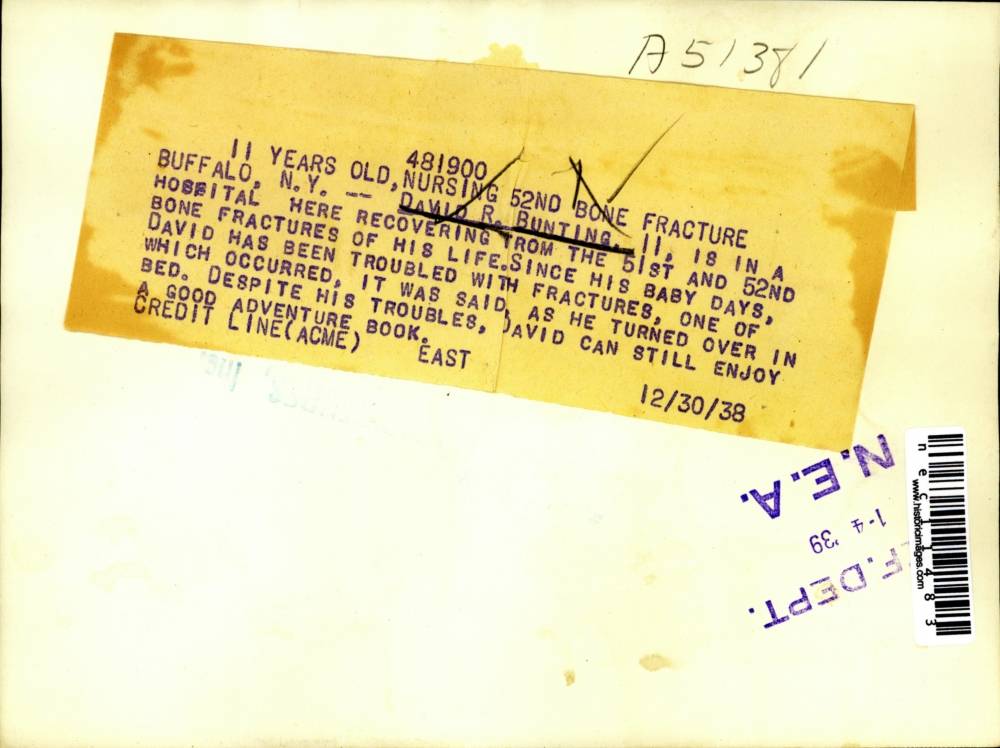 A51381
481900
11 YEARS OLD, NURSING 52ND BONE FRACTURE
BUFFALO, N.Y. -- DAVID R. BUNTING, 11, IS IN A
HOSPITAL HERE RECOVERING FROM THE 51ST AND 52ND
BONE FRACTURES OF HIS LIFE. SINCE HIS BABY DAYS,
DAVID HAS BEEN TROUBLED WITH FRACTURES, ONE OF
WHICH OCCURRED, IT WAS SAID, AS HE TURNED OVER IN
BED. DESPITE HIS TROUBLES, DAVID CAN STILL ENJOY
A GOOD ADVENTURE BOOK.
CREDIT LINE(ACME) EAST
12/30/38
N.E.A.
1-4 '39
F. DEPT.
nec11483
www.historicimages.com